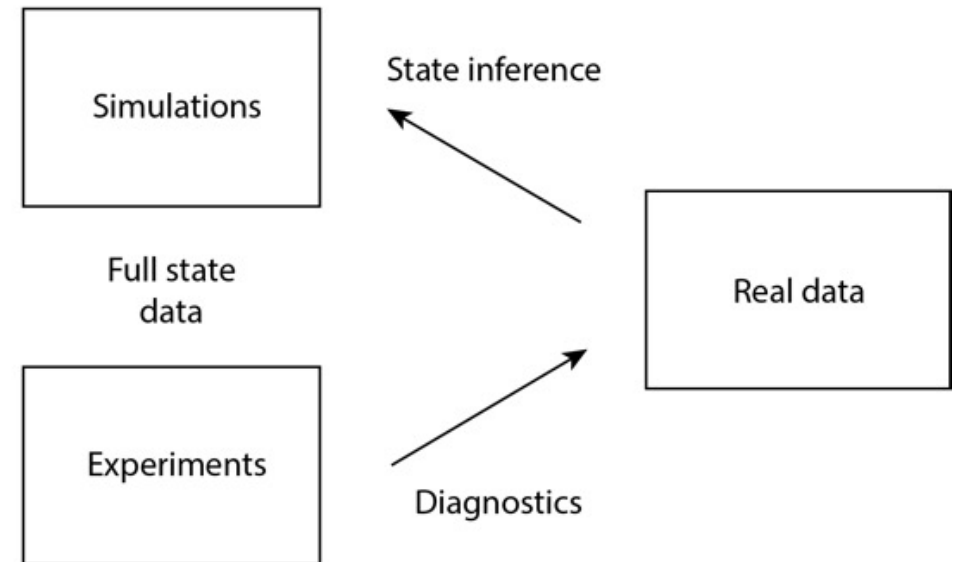 Simulations
State inference
Full state
data
Real data
Experiments
Diagnostics